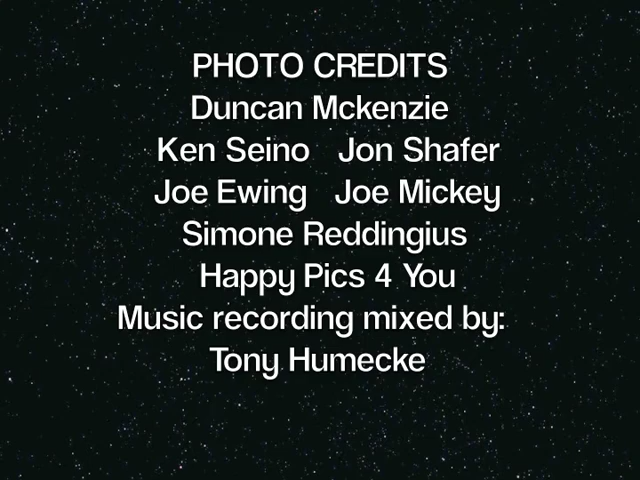 PHOTO CREDITS
Duncan Mckenzie
Ken Seino Jon Shafer
Joe Ewing Joe Mickey
Simone Reddingius
Happy Pics 4 You
Music recording mixed by:
Tony Humecke